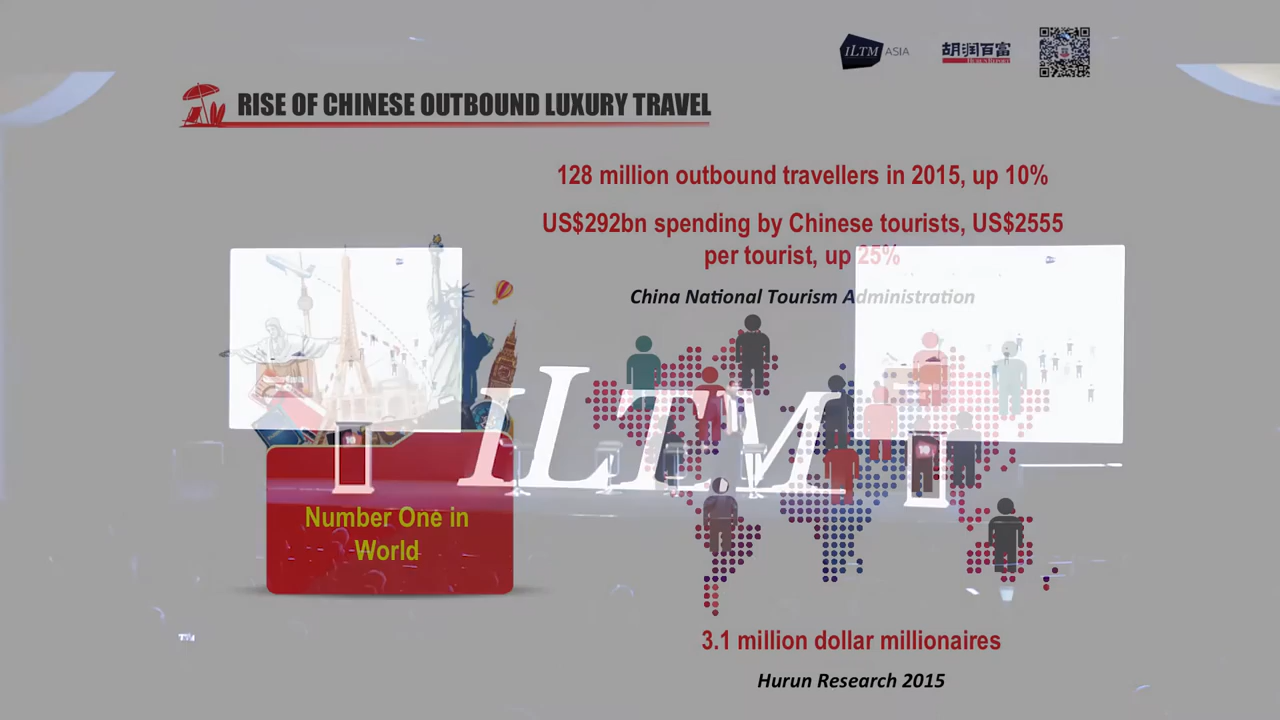 ILTM ASIA
胡润百富
HURUN REPORT
RISE OF CHINESE OUTBOUND LUXURY TRAVEL
128 million outbound travellers in 2015, up 10%
US$292bn spending by Chinese tourists, US$2555
per tourist, up 25%
China National Tourism Administration
ILTM
Number One in
World
3.1 million dollar millionaires
Hurun Research 2015